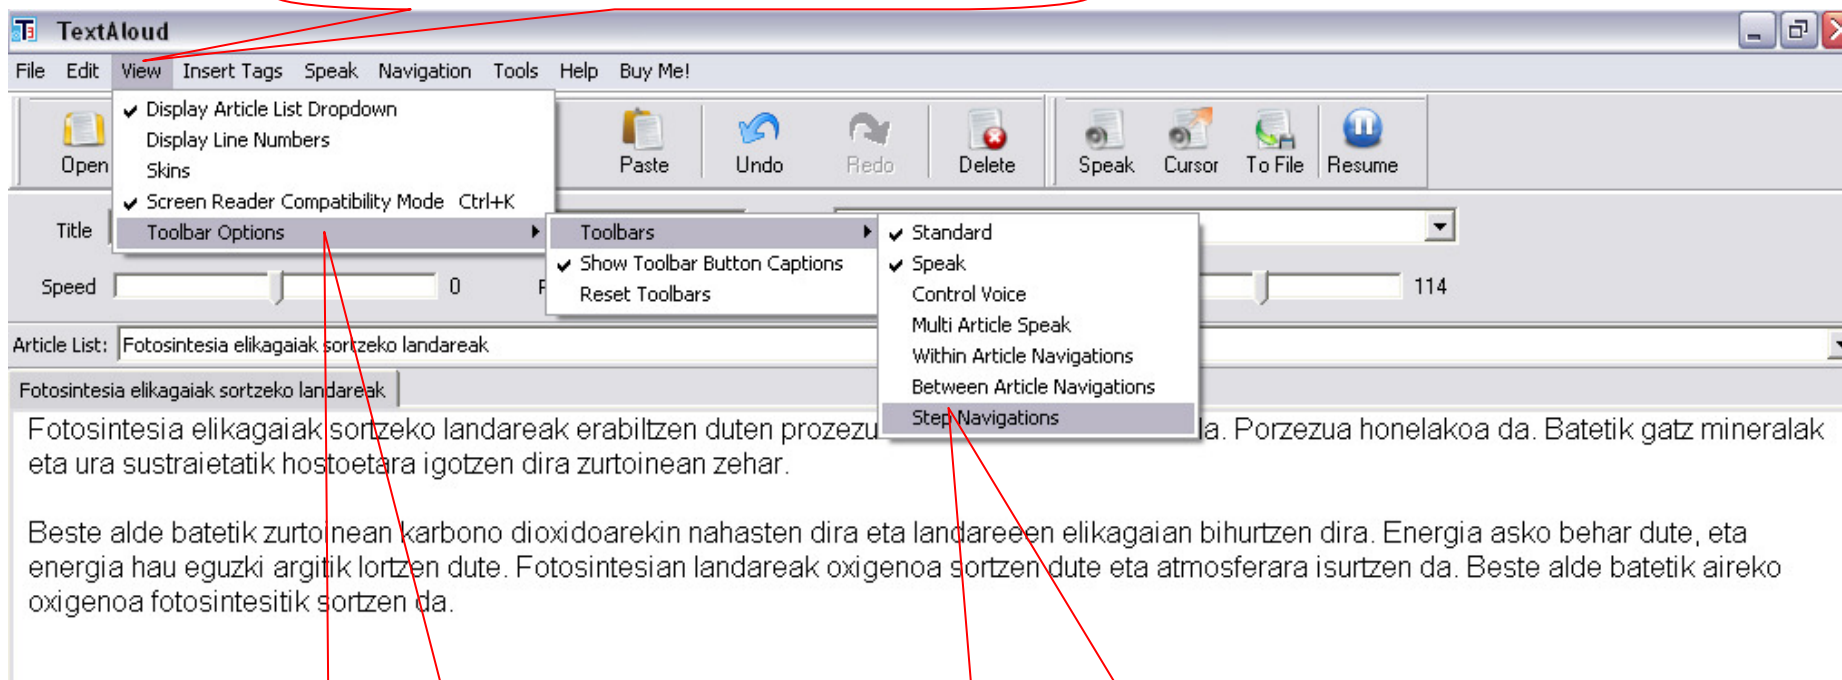 TextAloud
File Edit View Insert Tags Speak Navigation Tools Help Buy Me!
Display Article List Dropdown
Display Line Numbers
Skins
Screen Reader Compatibility Mode Ctrl+K
Toolbar Options
Toolbars
Show Toolbar Button Captions
Reset Toolbars
Standard
Speak
Control Voice
Multi Article Speak
Within Article Navigations
Between Article Navigations
Step Navigations
Open Paste Undo Redo Delete Speak Cursor To File Resume
Title
Speed 0 114
Article List: Fotosintesia elikagaiak sortzeko landareak
Fotosintesia elikagaiak sortzeko landareak
Fotosintesia elikagaiak sortzeko landareak erabiltzen duten Porzezua honelakoa da. Batetik gatz mineralak
eta ura sustraietatik hostoetara igotzen dira zurtoinean zehar.
Beste alde batetik zurtoinean karbono dioxidoarekin nahasten dira eta landareeen elikagaian bihurtzen dira. Energia asko behar dute, eta
energia hau eguzki argitik lortzen dute. Fotosintesian landareak oxigenoa sortzen dute eta atmosferara isurtzen da. Beste alde batetik aireko
oxigenoa fotosintesitik sortzen da.